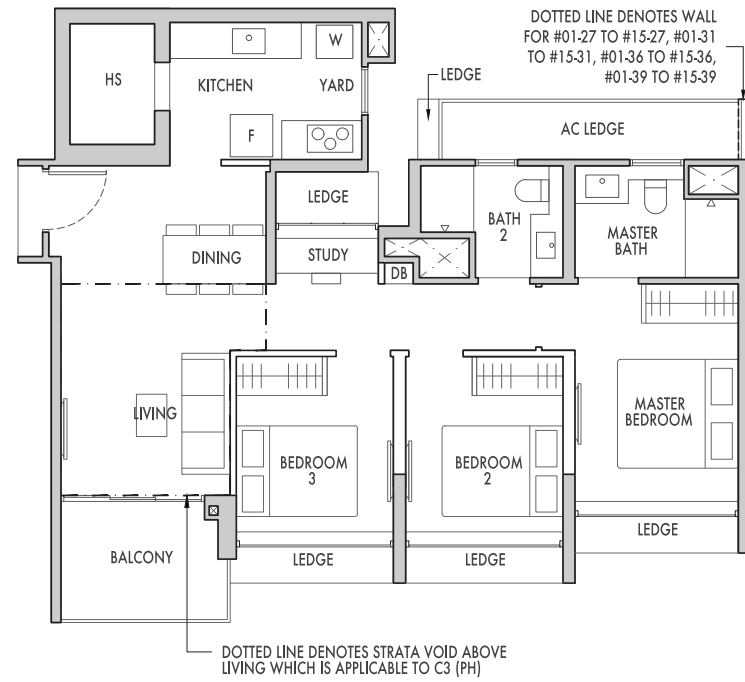 DOTTED LINE DENOTES WALL
FOR #01-27 TO #15-27, #01-31
TO #15-31, #01-36 TO #15-36,
#01-39 TO #15-39
W
HS
KITCHEN
YARD
LEDGE
F
AC LEDGE
LEDGE
BATH
2
MASTER
BATH
DINING
STUDY
DB
LIVING
MASTER
BEDROOM
BEDROOM
3
BEDROOM
2
LEDGE
BALCONY
LEDGE
LEDGE
DOTTED LINE DENOTES STRATA VOID ABOVE
LIVING WHICH IS APPLICABLE TO C3 (PH)